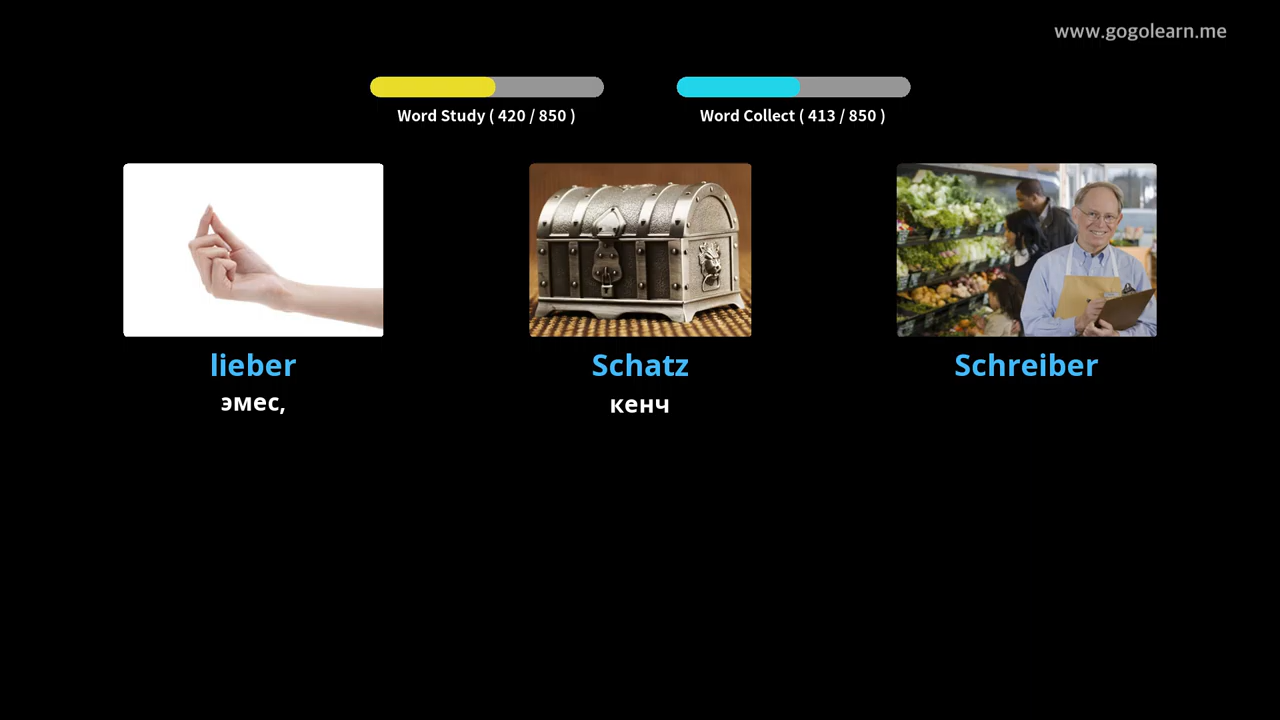 www.gogolearn.me
Word Study ( 420 / 850 )
Word Collect ( 413 / 850 )
lieber
эмес,
Schatz
кенч
Schreiber